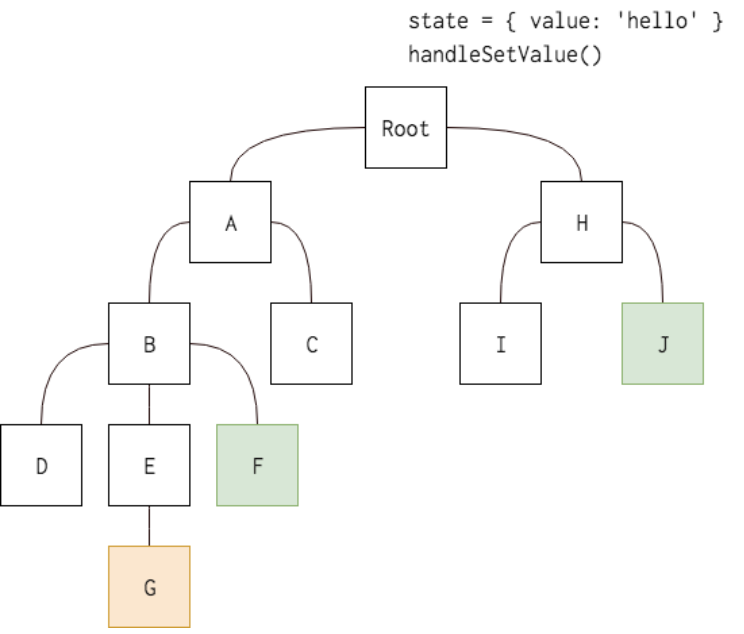 state = { value: 'hello' }
handleSetValue()
Root
A
H
B
C
I
J
D
E
F
G